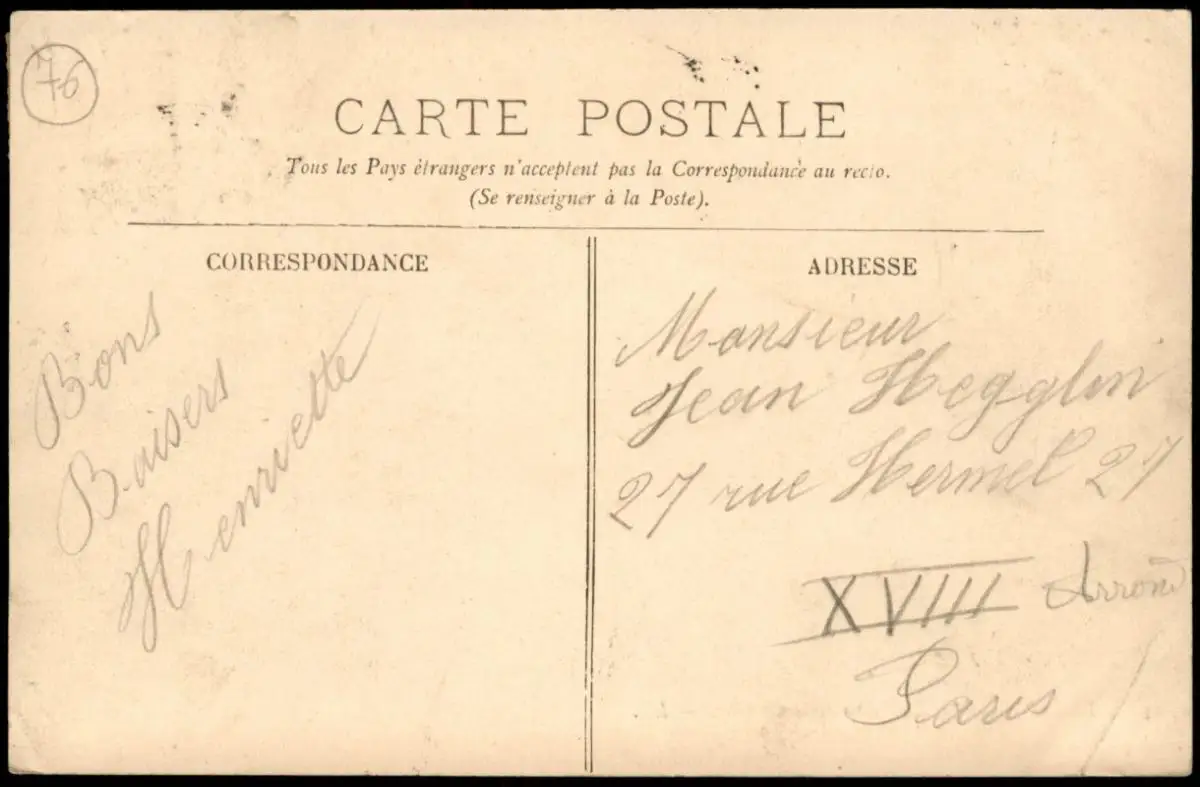 76
CARTE POSTALE
Tous les Pays étrangers n'acceptent pas la Correspondance au recto.
(Se renseigner à la Poste).
CORRESPONDANCE
Bons
Baisers
Henriette
ADRESSE
Monsieur
Jean Hegglin
27 rue Hermel 27
XVIII Arrond
Paris